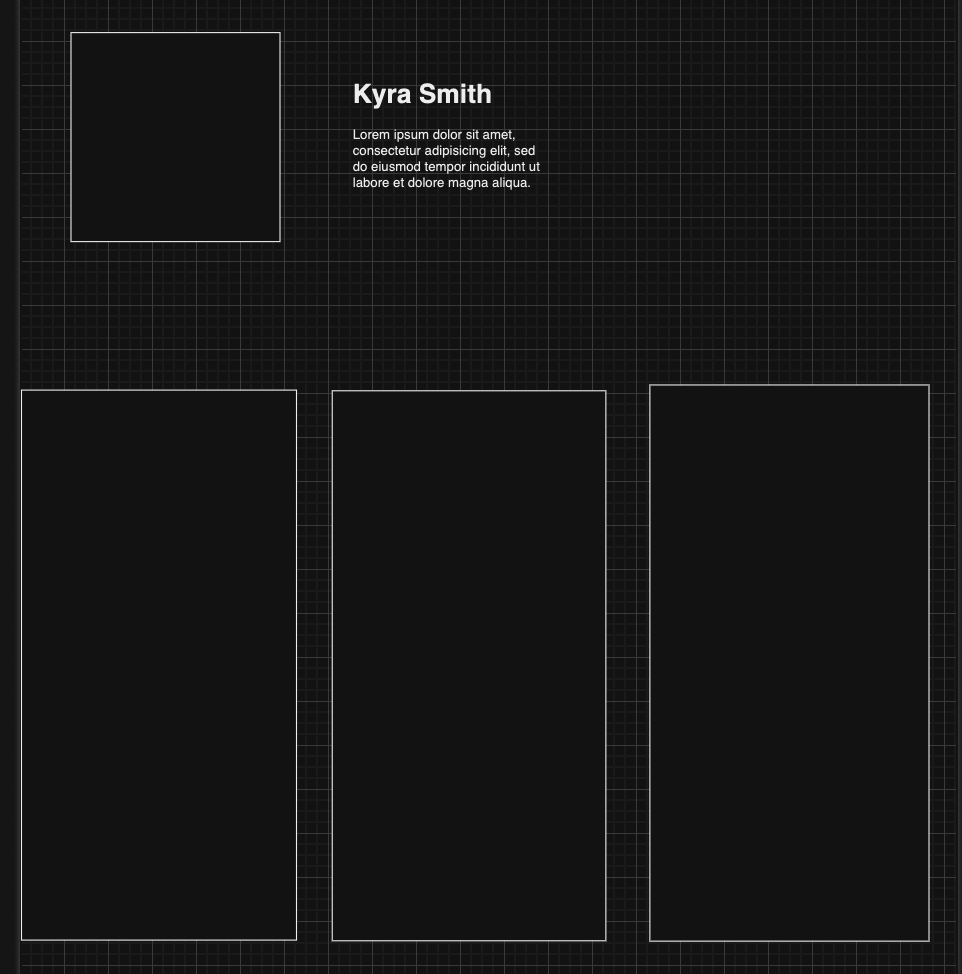 Kyra Smith
Lorem ipsum dolor sit amet,
consectetur adipisicing elit, sed
do eiusmod tempor incididunt ut
labore et dolore magna aliqua.